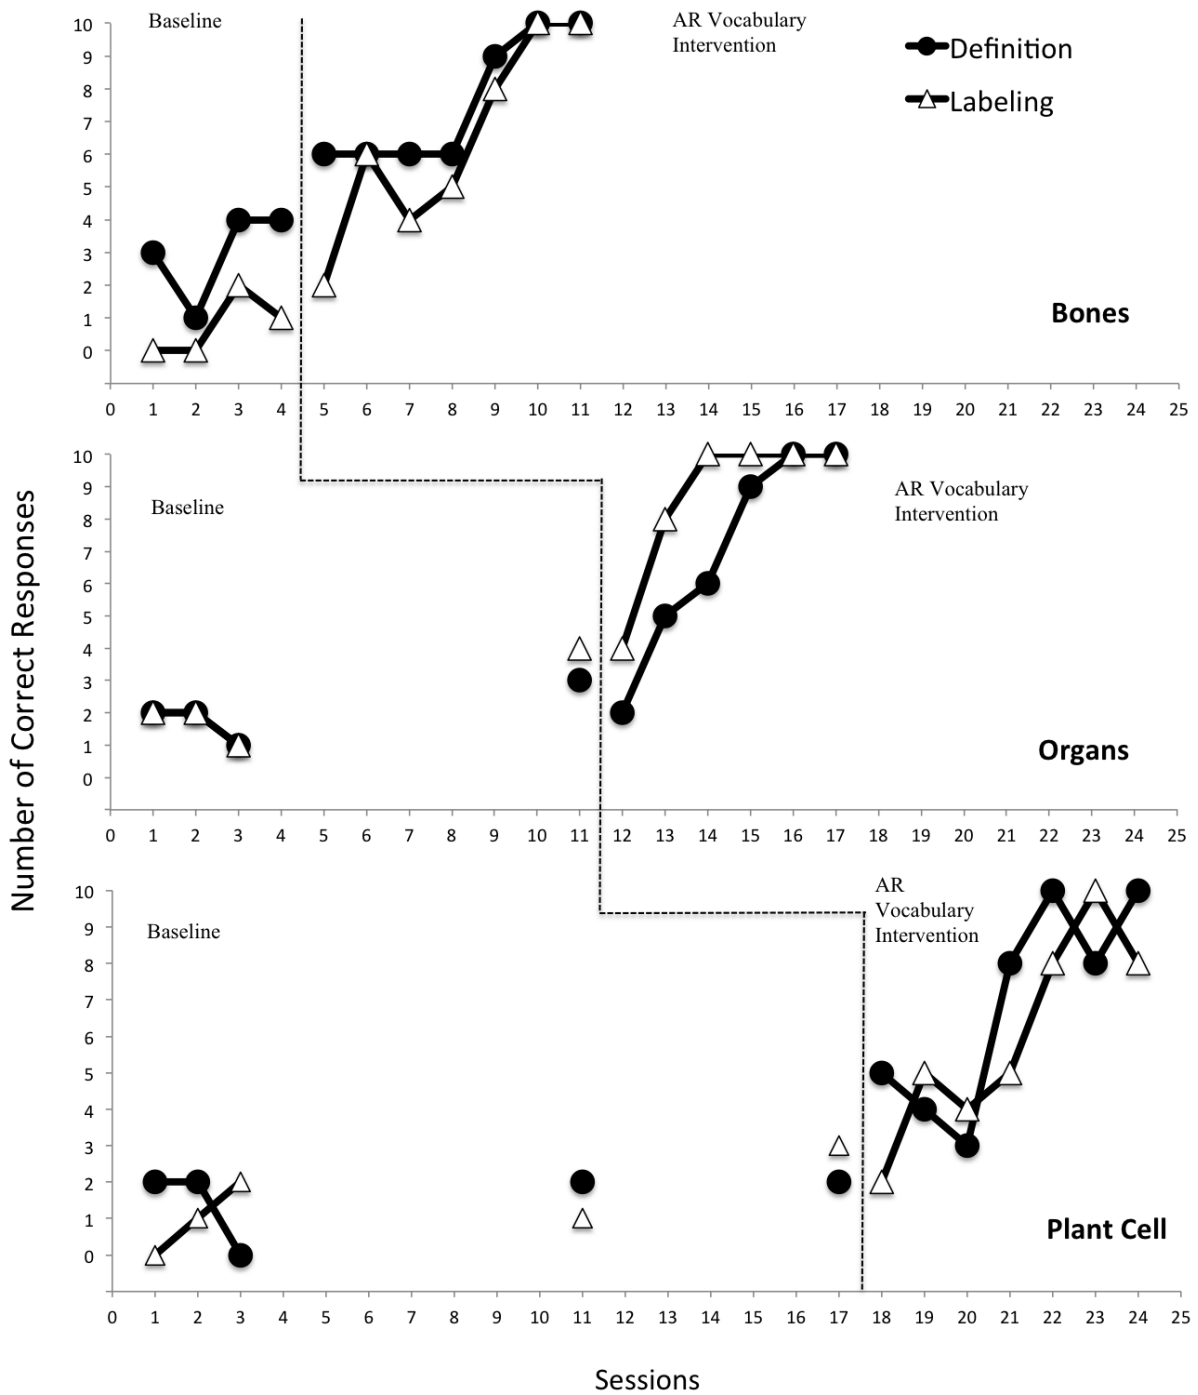 Baseline
AR Vocabulary
Intervention
Definition
Labeling
10
9
8
7
6
5
4
3
2
1
0
Bones
0 1 2 3 4 5 6 7 8 9 10 11 12 13 14 15 16 17 18 19 20 21 22 23 24 25
Number of Correct Responses
Baseline
AR Vocabulary
Intervention
10
9
8
7
6
5
4
3
2
1
0
Organs
0 1 2 3 4 5 6 7 8 9 10 11 12 13 14 15 16 17 18 19 20 21 22 23 24 25
Baseline
AR
Vocabulary
Intervention
10
9
8
7
6
5
4
3
2
1
0
Plant Cell
0 1 2 3 4 5 6 7 8 9 10 11 12 13 14 15 16 17 18 19 20 21 22 23 24 25
Sessions